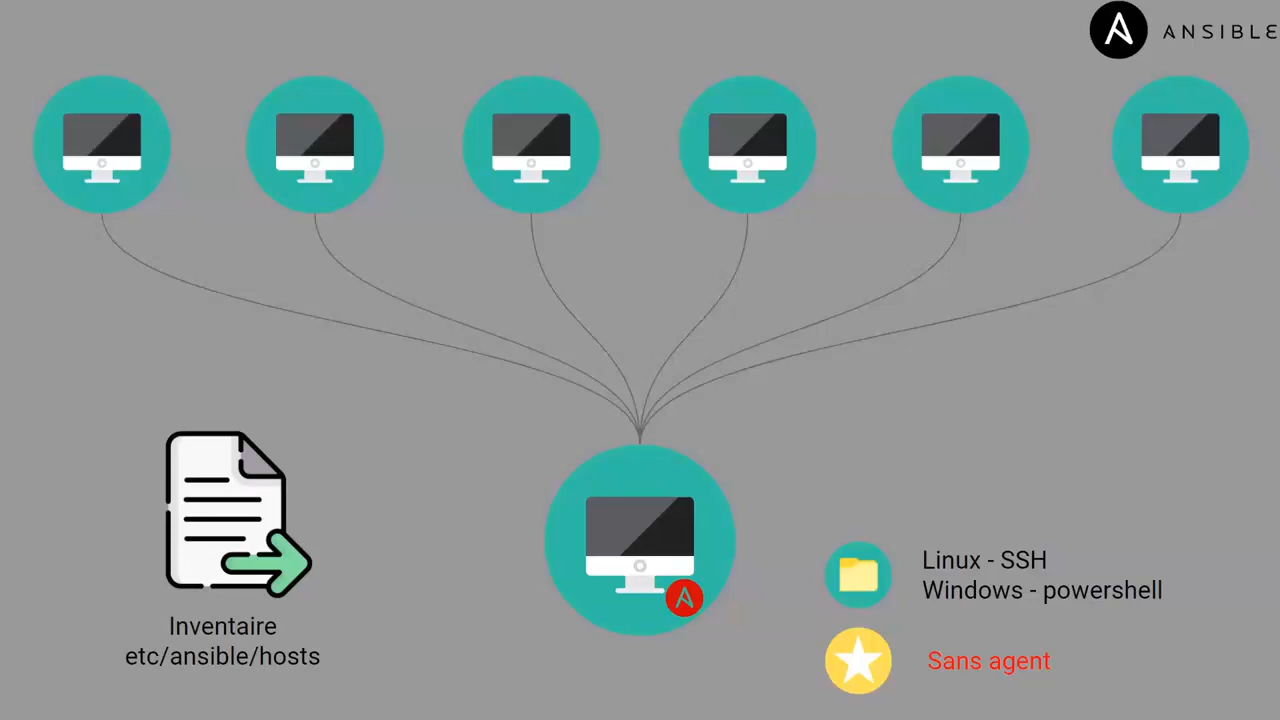 ANSIBLE
Linux - SSH
Windows - powershell
Inventaire
etc/ansible/hosts
Sans agent